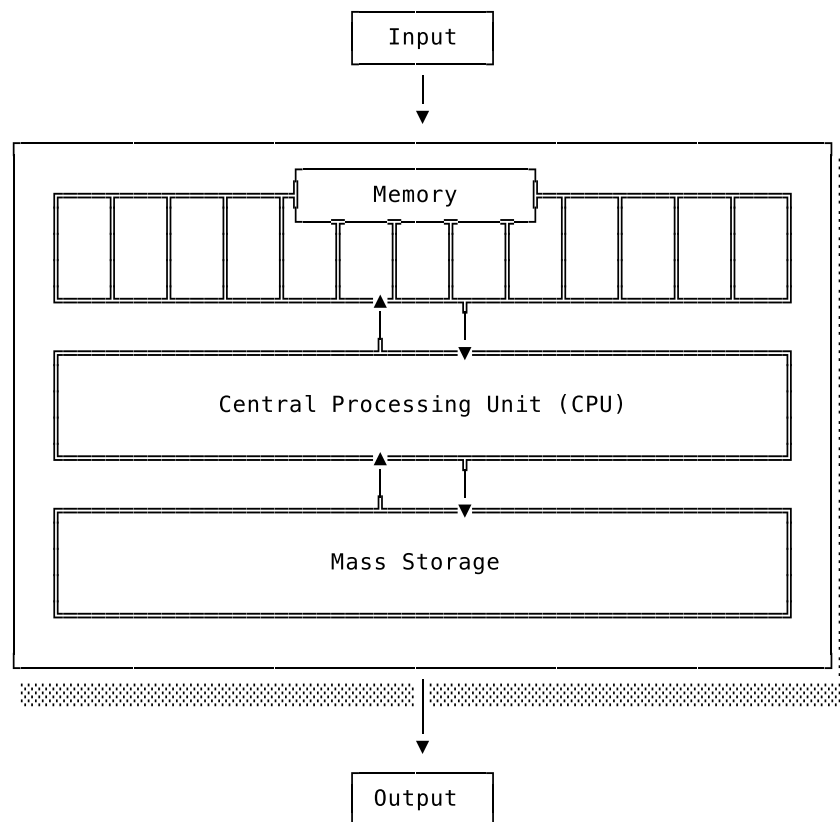 Input
Memory
Central Processing Unit (CPU)
Mass Storage
Output